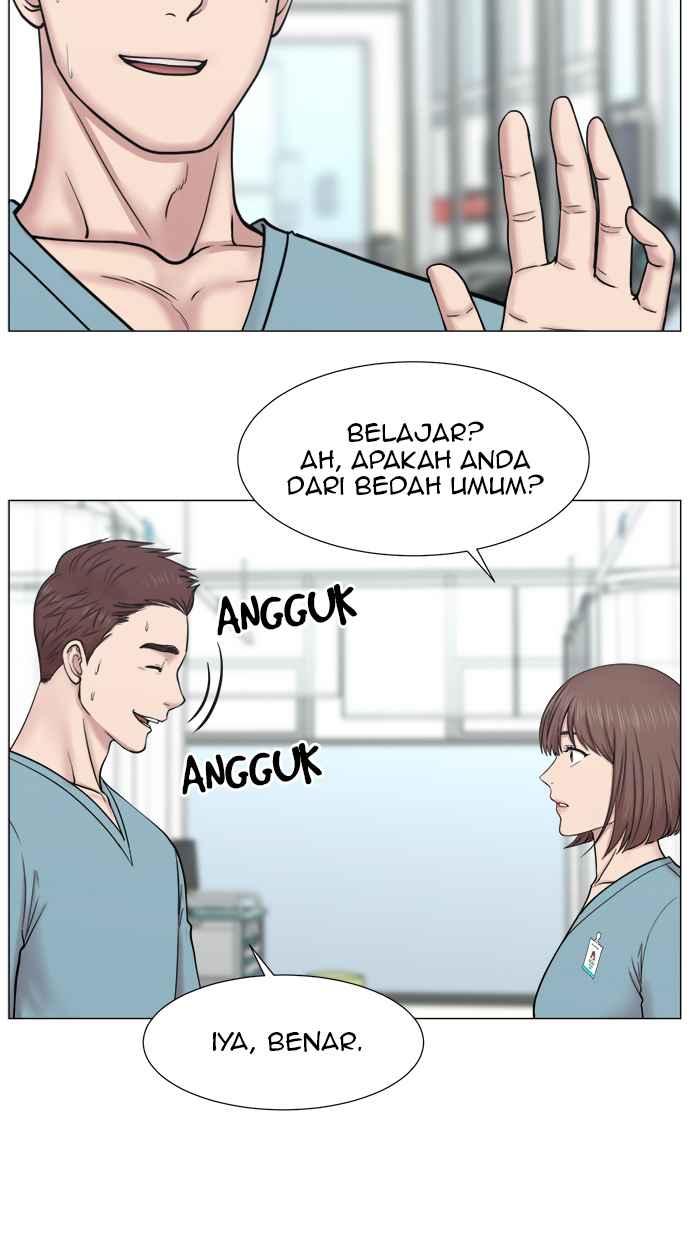 BELAJAR?
AH, APAKAH ANDA
DARI BEDAH UMUM?
ANGGUK
ANGGUK
IYA, BENAR.